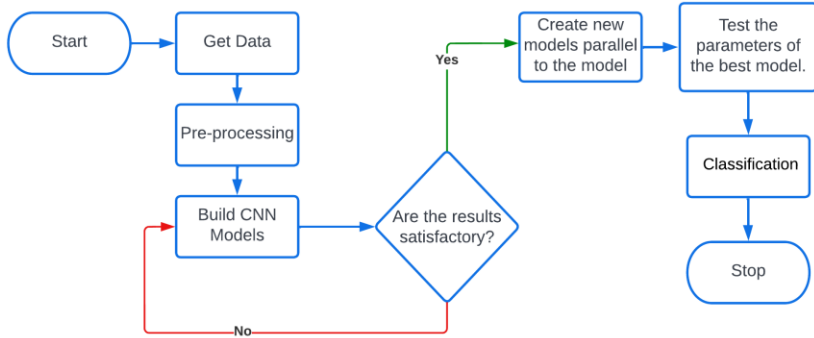 Start
Get Data
Pre-processing
Build CNN
Models
Are the results
satisfactory?
No
Yes
Create new
models parallel
to the model
Test the
parameters of
the best model.
Classification
Stop